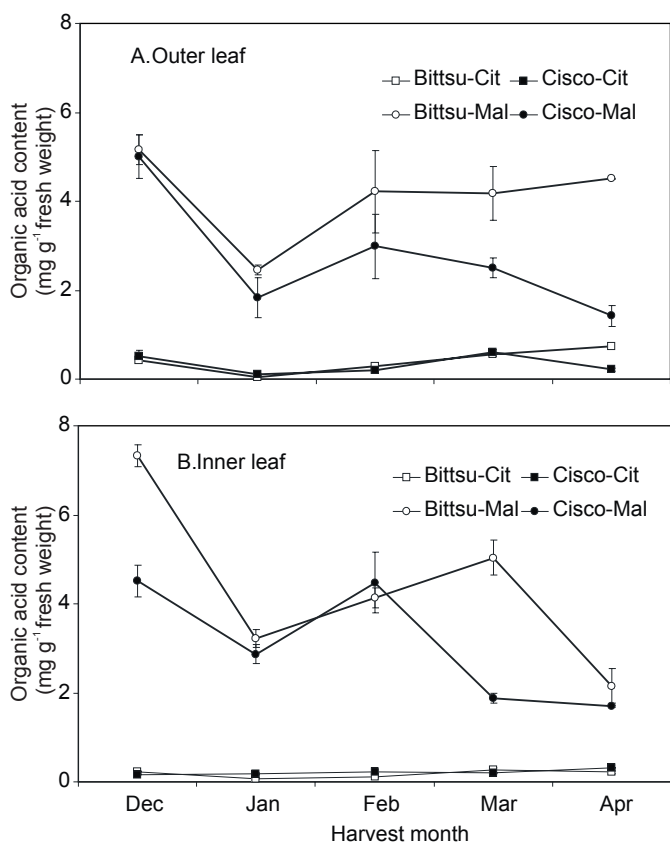 8
A.Outer leaf
Bittsu-Cit Cisco-Cit
Bittsu-Mal Cisco-Mal
6
4
2
0
Organic acid content
(mg g-1 fresh weight)
8
B.Inner leaf
Bittsu-Cit Cisco-Cit
Bittsu-Mal Cisco-Mal
6
4
2
0
Organic acid content
(mg g-1 fresh weight)
Dec Jan Feb Mar Apr
Harvest month